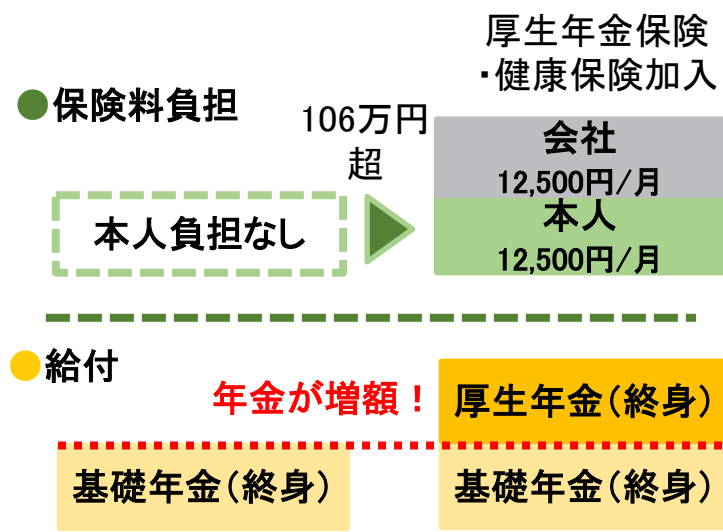 厚生年金保険
・健康保険加入
●保険料負担
106万円
超
会社
12,500円/月
本人負担なし
本人
12,500円/月
●給付
年金が増額！
厚生年金(終身)
基礎年金(終身)
基礎年金(終身)